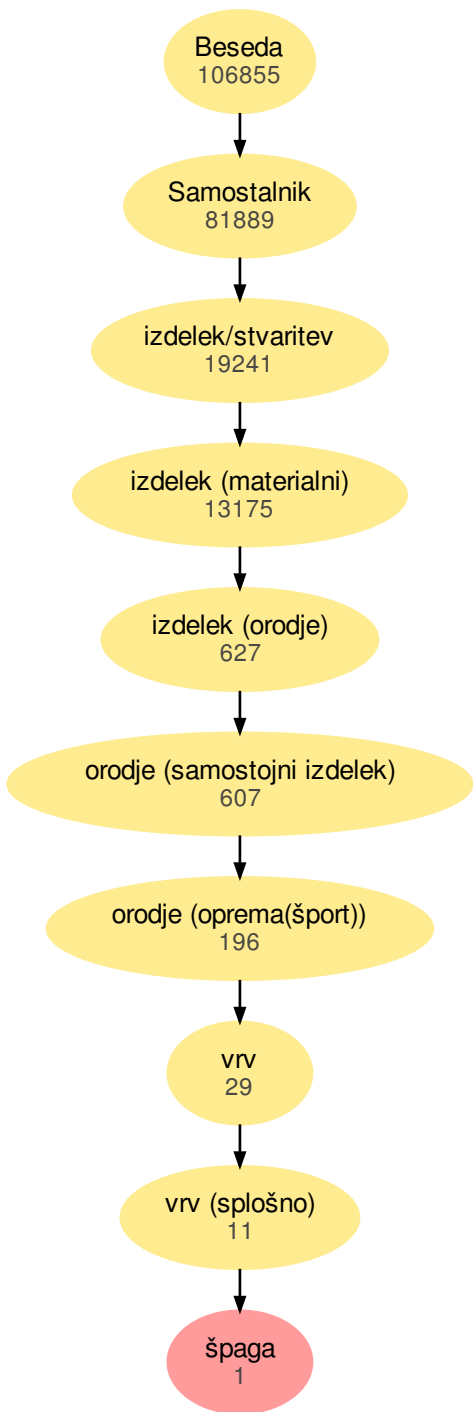 Beseda
106855
Samostalnik
81889
izdelek/stvaritev
19241
izdelek (materialni)
13175
izdelek (orodje)
627
orodje (samostojni izdelek)
607
orodje (oprema(šport))
196
vrv
29
vrv (splošno)
11
špaga
1